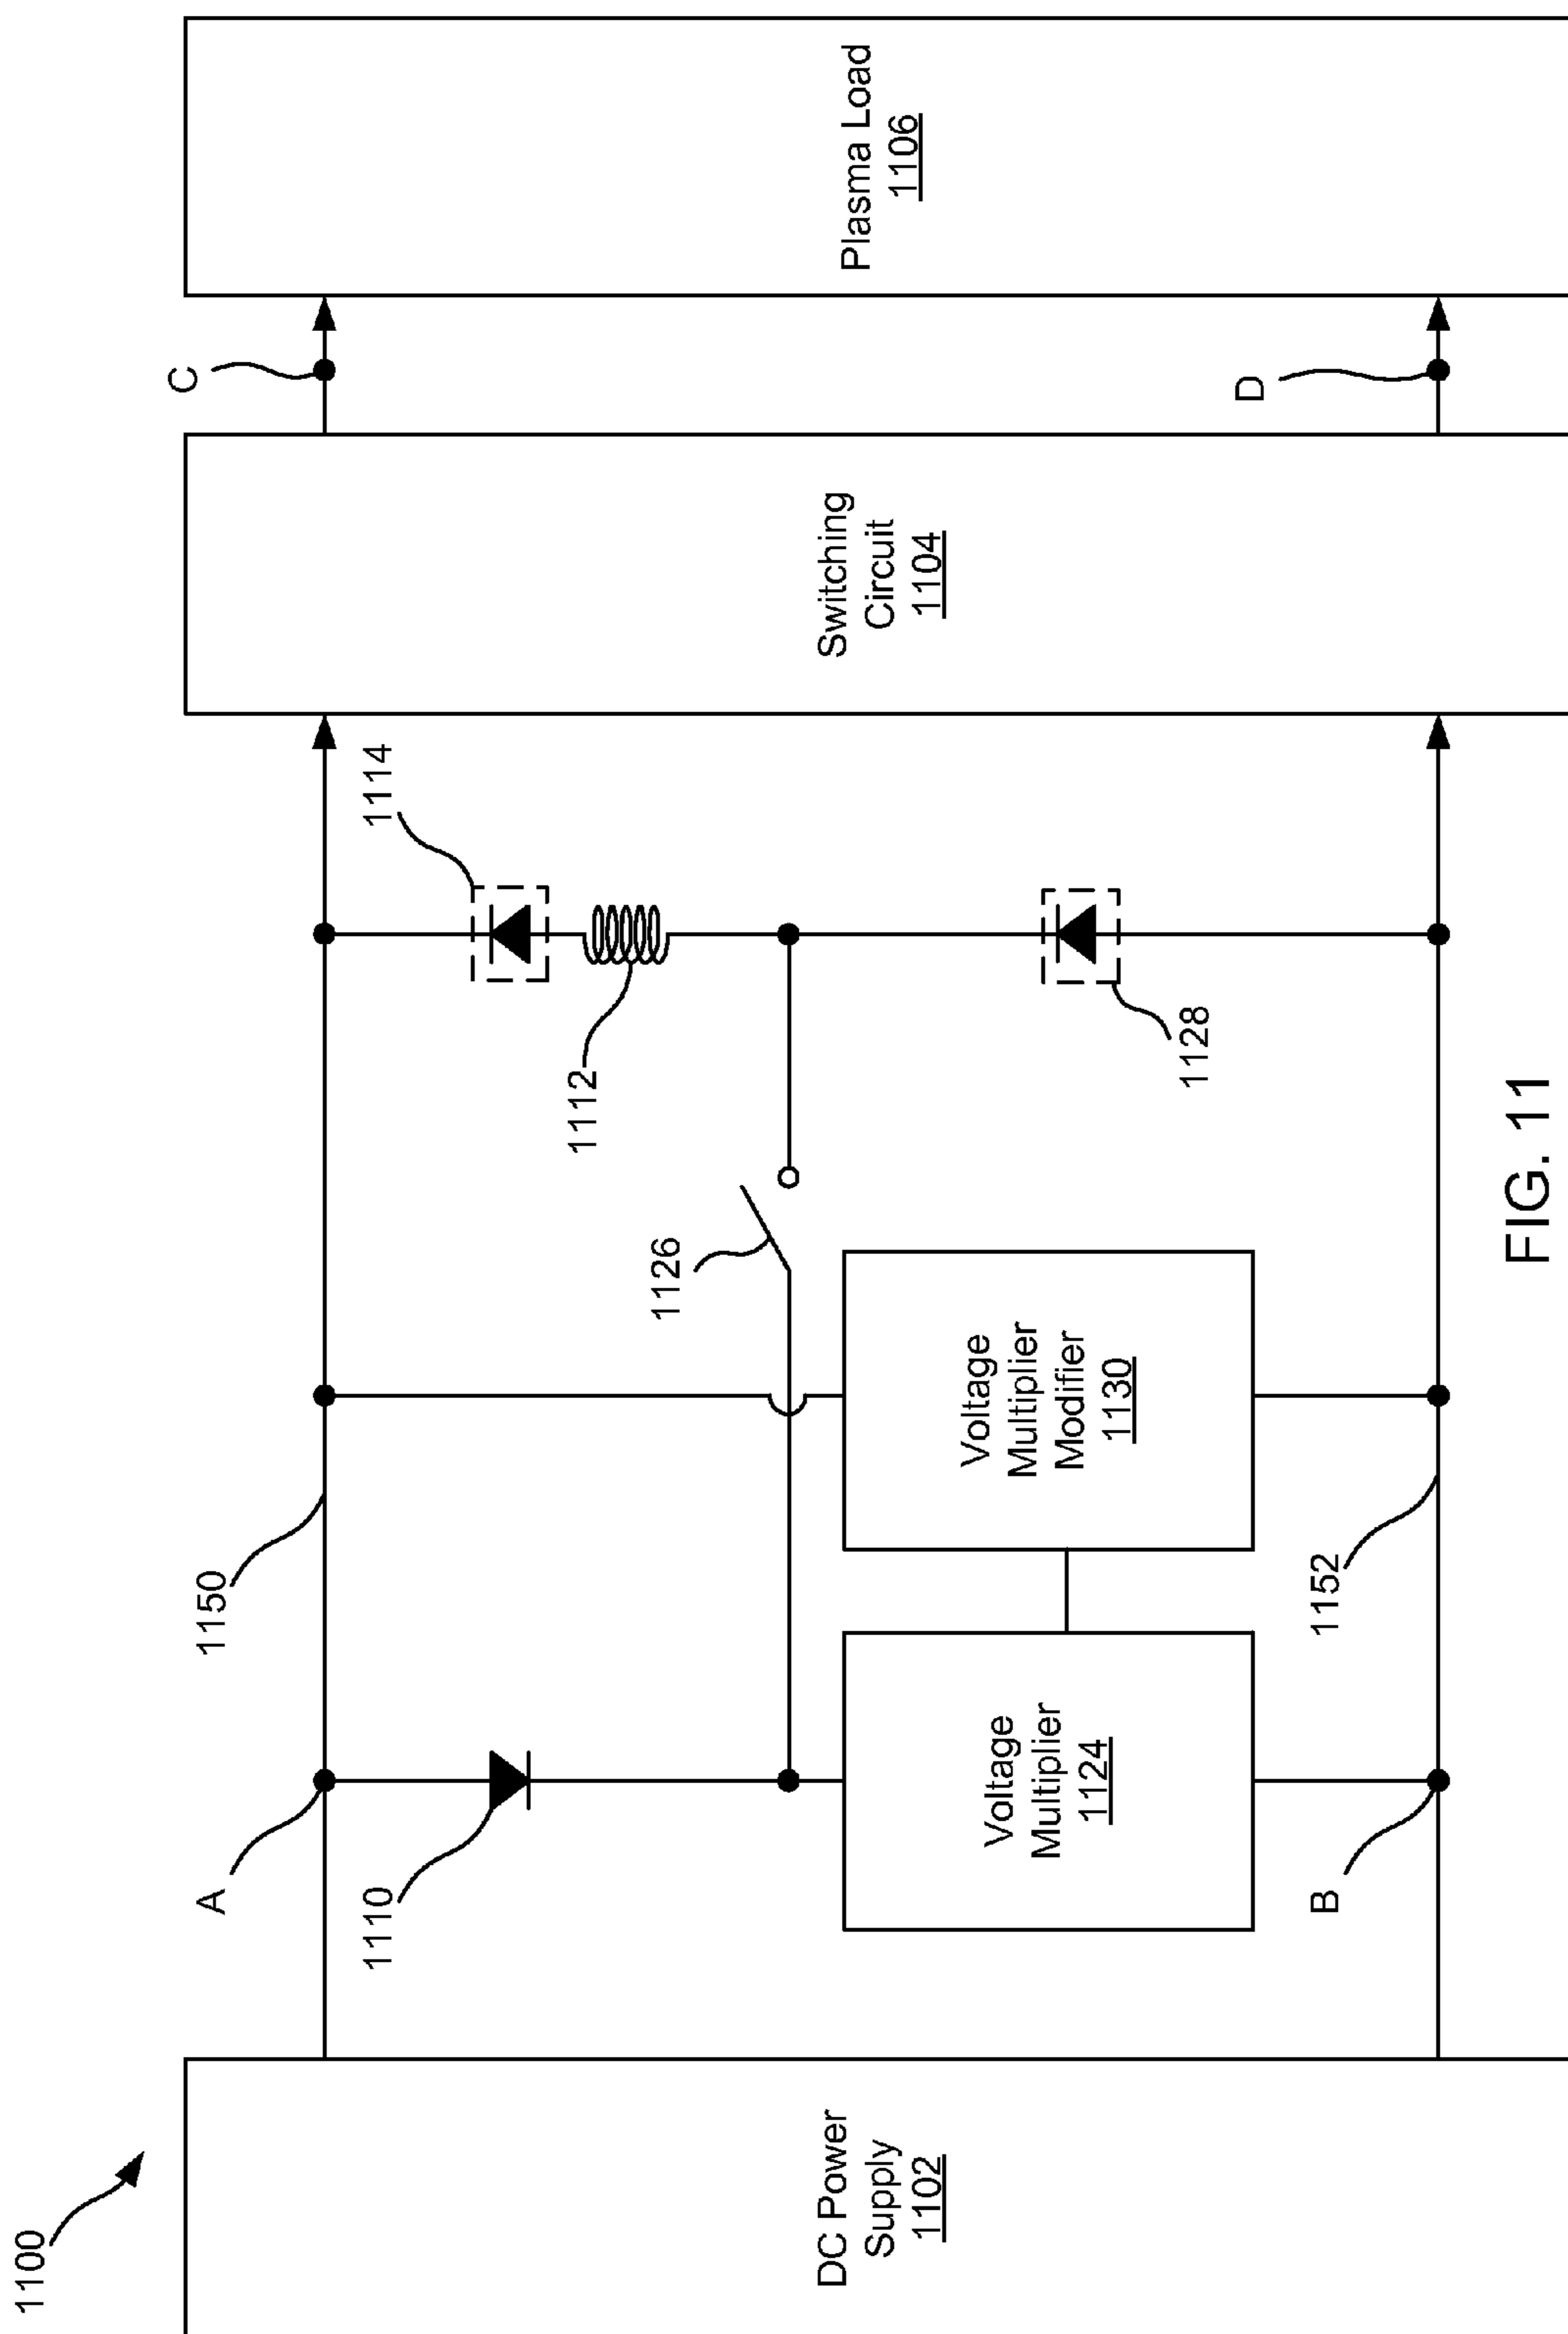 1100
DC Power
Supply
1102
A
1110
1150
Voltage
Multiplier
1124
B
Voltage
Multiplier
Modifier
1130
1152
1126
1112
1114
1128
Switching
Circuit
1104
C
D
Plasma Load
1106
FIG. 11